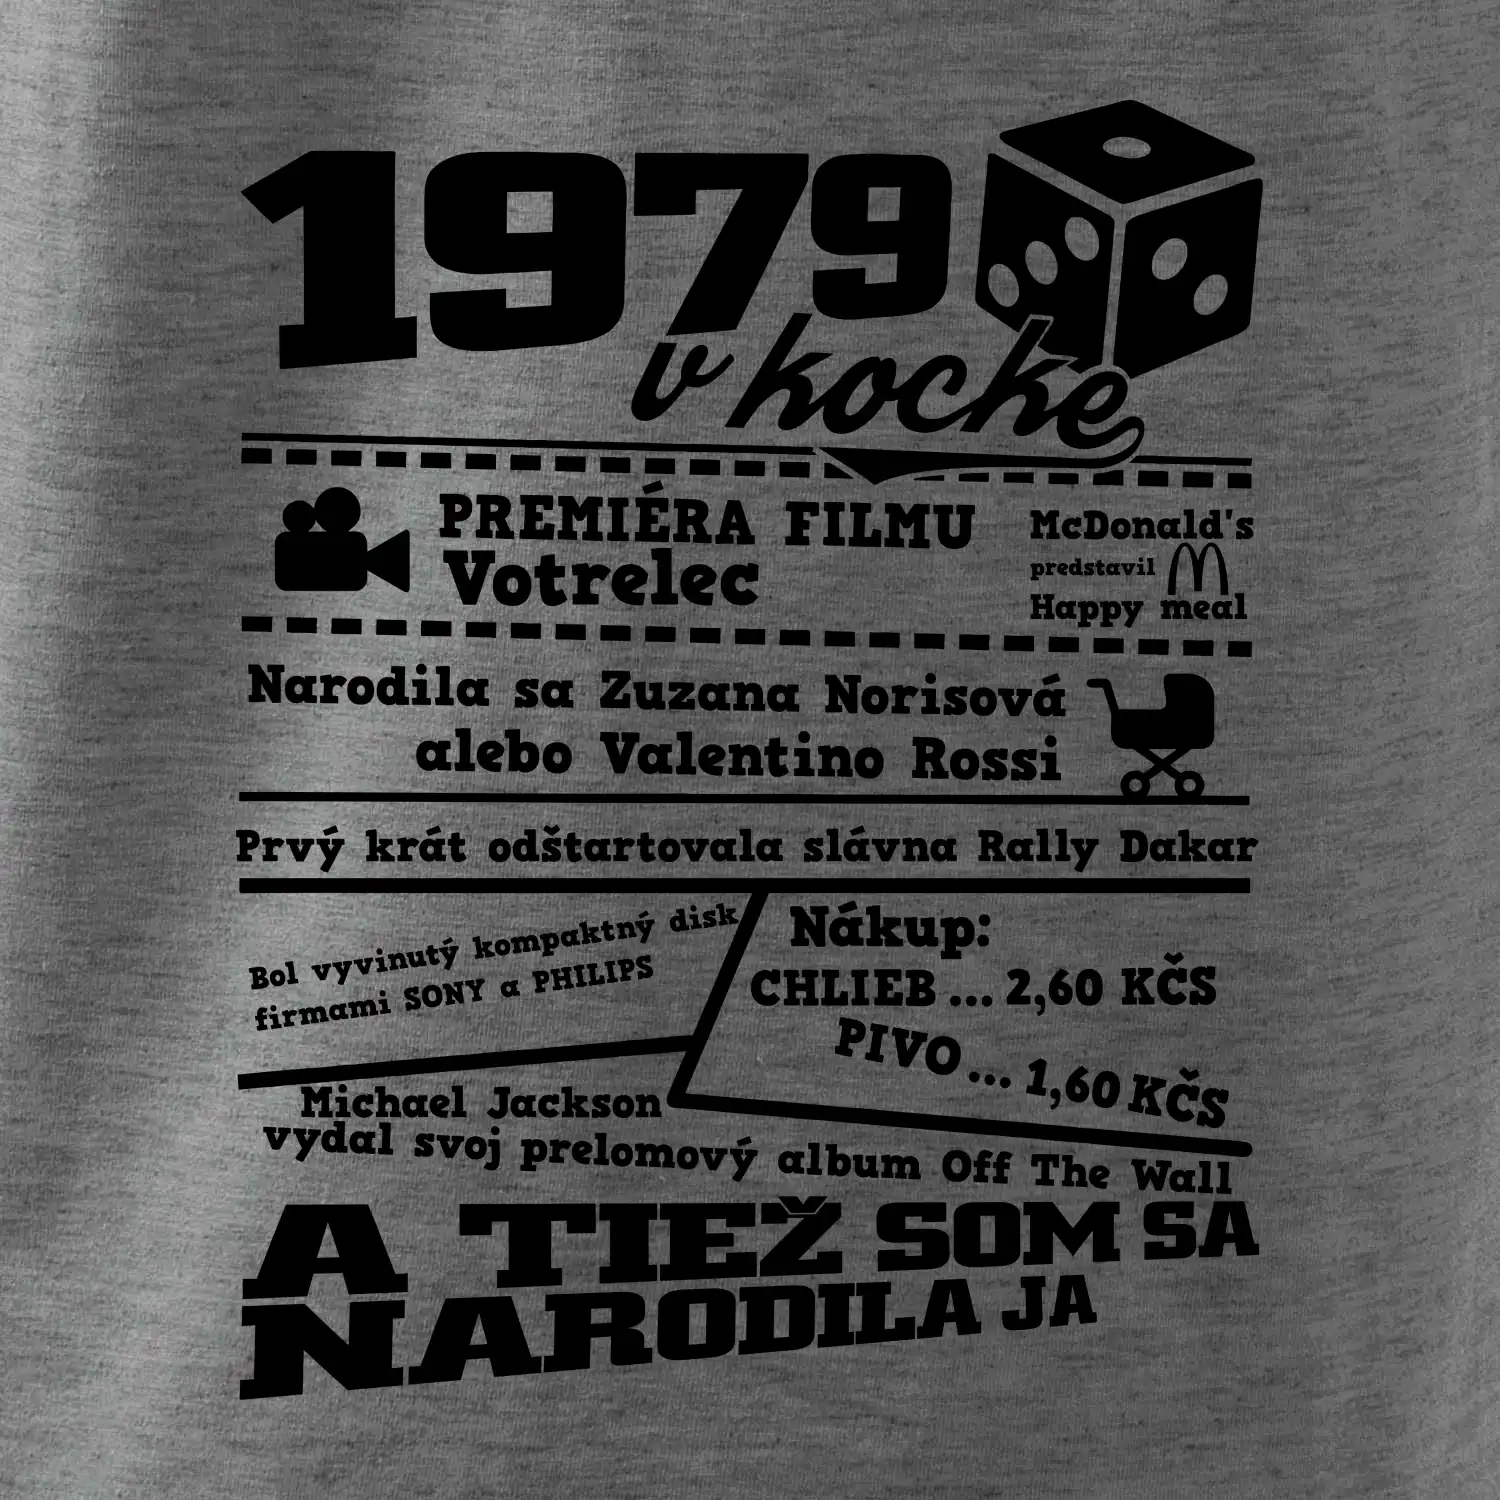 1979
v kocke
PREMIÉRA FILMU
Votrelec
McDonald's
predstavil
Happy meal
Narodila sa Zuzana Norisová
alebo Valentino Rossi
Prvý krát odštartovala slávna Rally Dakar
Bol vyvinutý kompaktný disk
firmami SONY a PHILIPS
Nákup:
CHLIEB ... 2,60 KČS
PIVO ... 1,60 KČS
Michael Jackson
vydal svoj prelomový album Off The Wall
A TIEŽ SOM SA
NARODILA JA